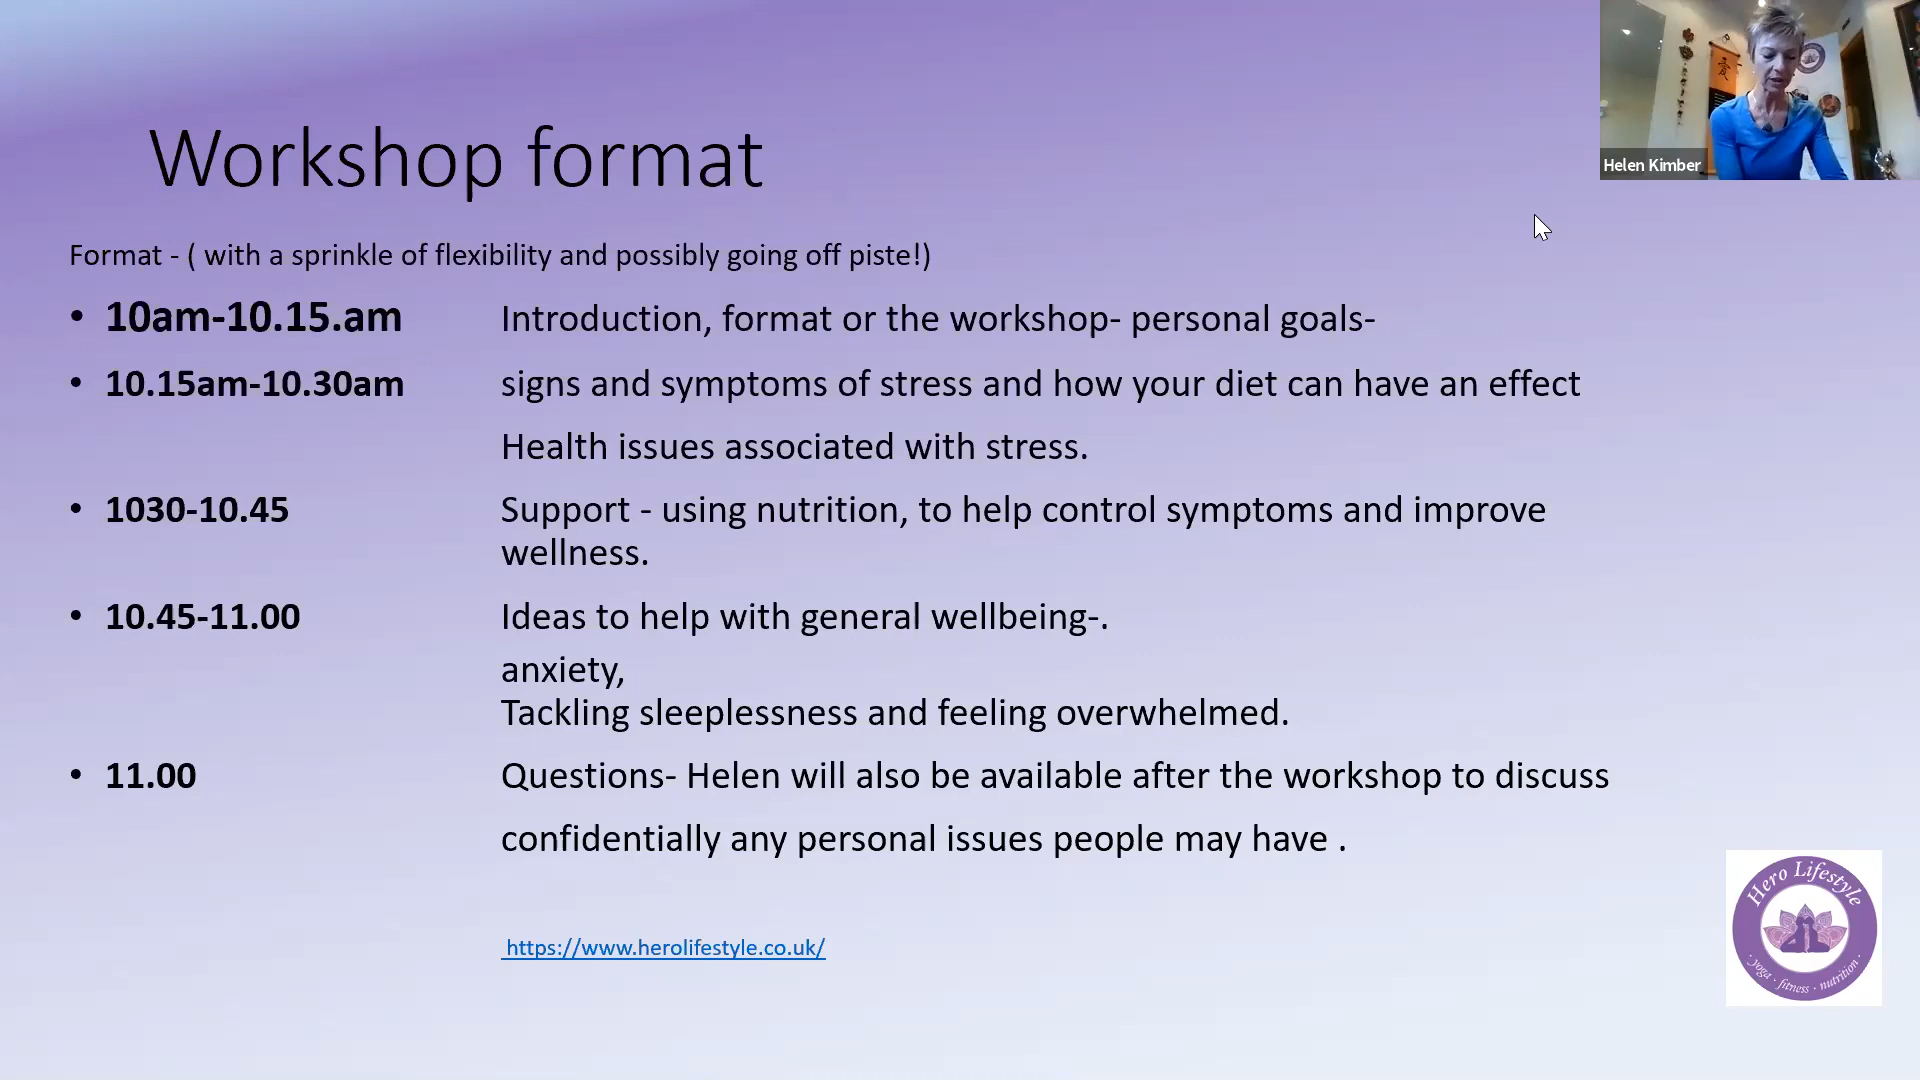 Workshop format
Helen Kimber
Format - ( with a sprinkle of flexibility and possibly going off piste!)
• 10am-10.15.am Introduction, format or the workshop- personal goals-
• 10.15am-10.30am signs and symptoms of stress and how your diet can have an effect
Health issues associated with stress.
• 1030-10.45 Support - using nutrition, to help control symptoms and improve
wellness.
• 10.45-11.00 Ideas to help with general wellbeing-.
anxiety,
Tackling sleeplessness and feeling overwhelmed.
• 11.00 Questions- Helen will also be available after the workshop to discuss
confidentially any personal issues people may have .
https://www.herolifestyle.co.uk/
Hero Lifestyle
· yoga · fitness · nutrition ·